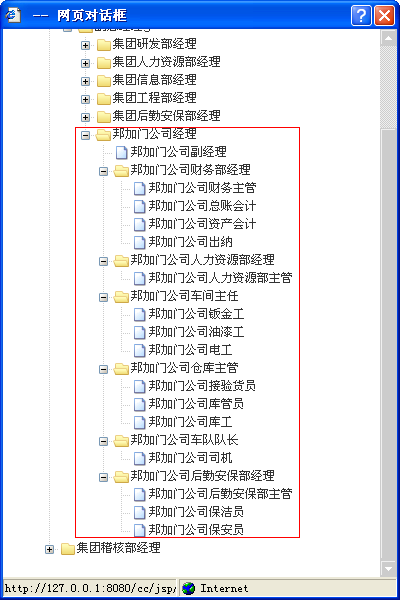 -- 网页对话框
集团研发部经理
集团人力资源部经理
集团信息部经理
集团工程部经理
集团后勤安保部经理
邦加门公司经理
邦加门公司副经理
邦加门公司财务部经理
邦加门公司财务主管
邦加门公司总账会计
邦加门公司资产会计
邦加门公司出纳
邦加门公司人力资源部经理
邦加门公司人力资源部主管
邦加门公司车间主任
邦加门公司钣金工
邦加门公司油漆工
邦加门公司电工
邦加门公司仓库主管
邦加门公司接验货员
邦加门公司库管员
邦加门公司库工
邦加门公司车队队长
邦加门公司司机
邦加门公司后勤安保部经理
邦加门公司后勤安保部主管
邦加门公司保洁员
邦加门公司保安员
集团稽核部经理
http://127.0.0.1:8080/cc/jsp/ Internet